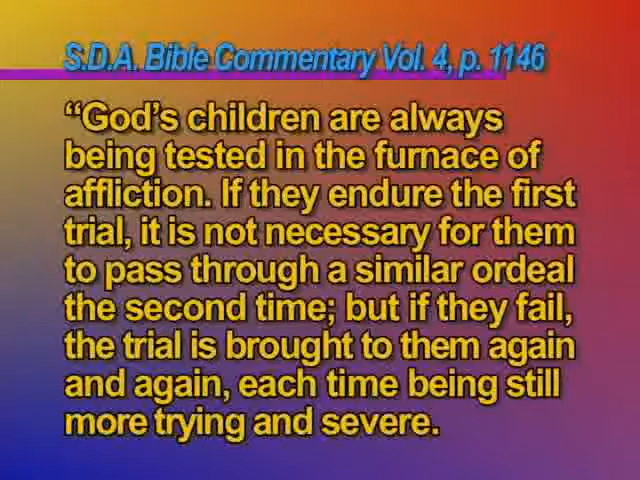 S.D.A. Bible Commentary Vol. 4, p. 1146
“God’s children are always
being tested in the furnace of
affliction. If they endure the first
trial, it is not necessary for them
to pass through a similar ordeal
the second time; but if they fail,
the trial is brought to them again
and again, each time being still
more trying and severe.